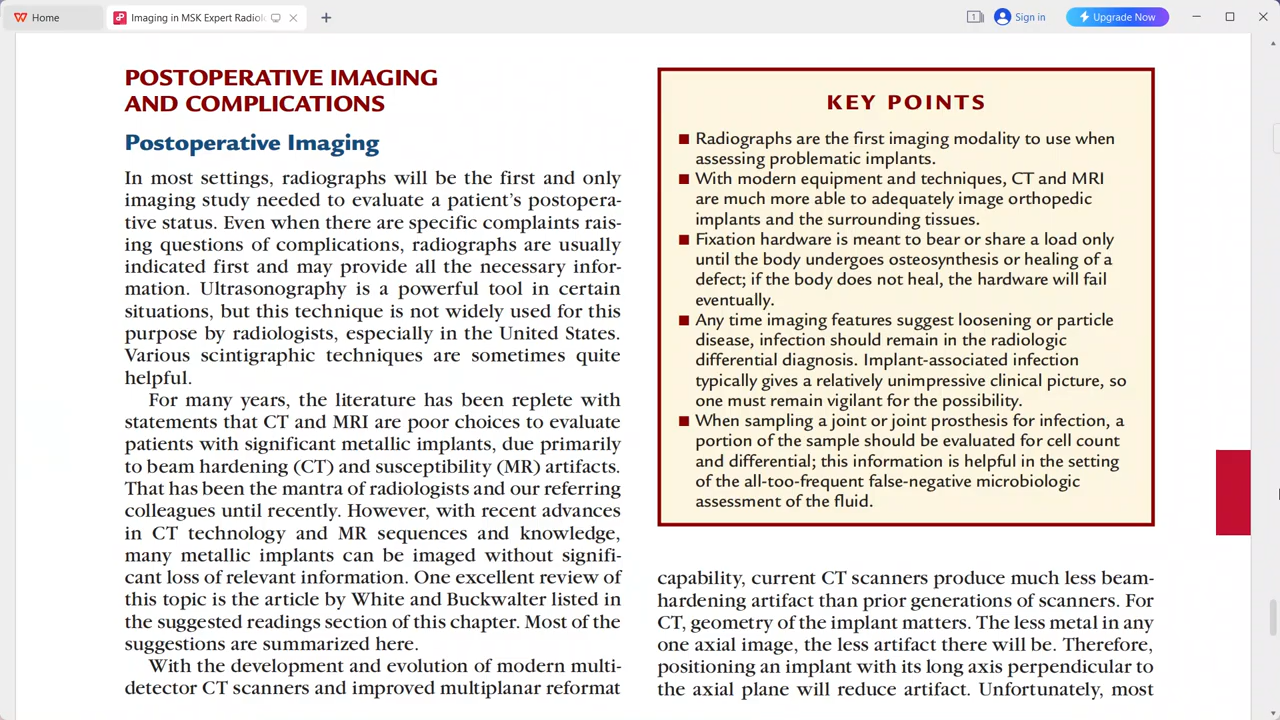 Home
Imaging in MSK Expert Radiol
1
Sign in
Upgrade Now
POSTOPERATIVE IMAGING
AND COMPLICATIONS
Postoperative Imaging
In most settings, radiographs will be the first and only
imaging study needed to evaluate a patient's postopera-
tive status. Even when there are specific complaints rais-
ing questions of complications, radiographs are usually
indicated first and may provide all the necessary infor-
mation. Ultrasonography is a powerful tool in certain
situations, but this technique is not widely used for this
purpose by radiologists, especially in the United States.
Various scintigraphic techniques are sometimes quite
helpful.
For many years, the literature has been replete with
statements that CT and MRI are poor choices to evaluate
patients with significant metallic implants, due primarily
to beam hardening (CT) and susceptibility (MR) artifacts.
That has been the mantra of radiologists and our referring
colleagues until recently. However, with recent advances
in CT technology and MR sequences and knowledge,
many metallic implants can be imaged without signifi-
cant loss of relevant information. One excellent review of
this topic is the article by White and Buckwalter listed in
the suggested readings section of this chapter. Most of the
suggestions are summarized here.
With the development and evolution of modern multi-
detector CT scanners and improved multiplanar reformat
KEY POINTS
■ Radiographs are the first imaging modality to use when
assessing problematic implants.
■ With modern equipment and techniques, CT and MRI
are much more able to adequately image orthopedic
implants and the surrounding tissues.
■ Fixation hardware is meant to bear or share a load only
until the body undergoes osteosynthesis or healing of a
defect; if the body does not heal, the hardware will fail
eventually.
■ Any time imaging features suggest loosening or particle
disease, infection should remain in the radiologic
differential diagnosis. Implant-associated infection
typically gives a relatively unimpressive clinical picture, so
one must remain vigilant for the possibility.
■ When sampling a joint or joint prosthesis for infection, a
portion of the sample should be evaluated for cell count
and differential; this information is helpful in the setting
of the all-too-frequent false-negative microbiologic
assessment of the fluid.
capability, current CT scanners produce much less beam-
hardening artifact than prior generations of scanners. For
CT, geometry of the implant matters. The less metal in any
one axial image, the less artifact there will be. Therefore,
positioning an implant with its long axis perpendicular to
the axial plane will reduce artifact. Unfortunately, most